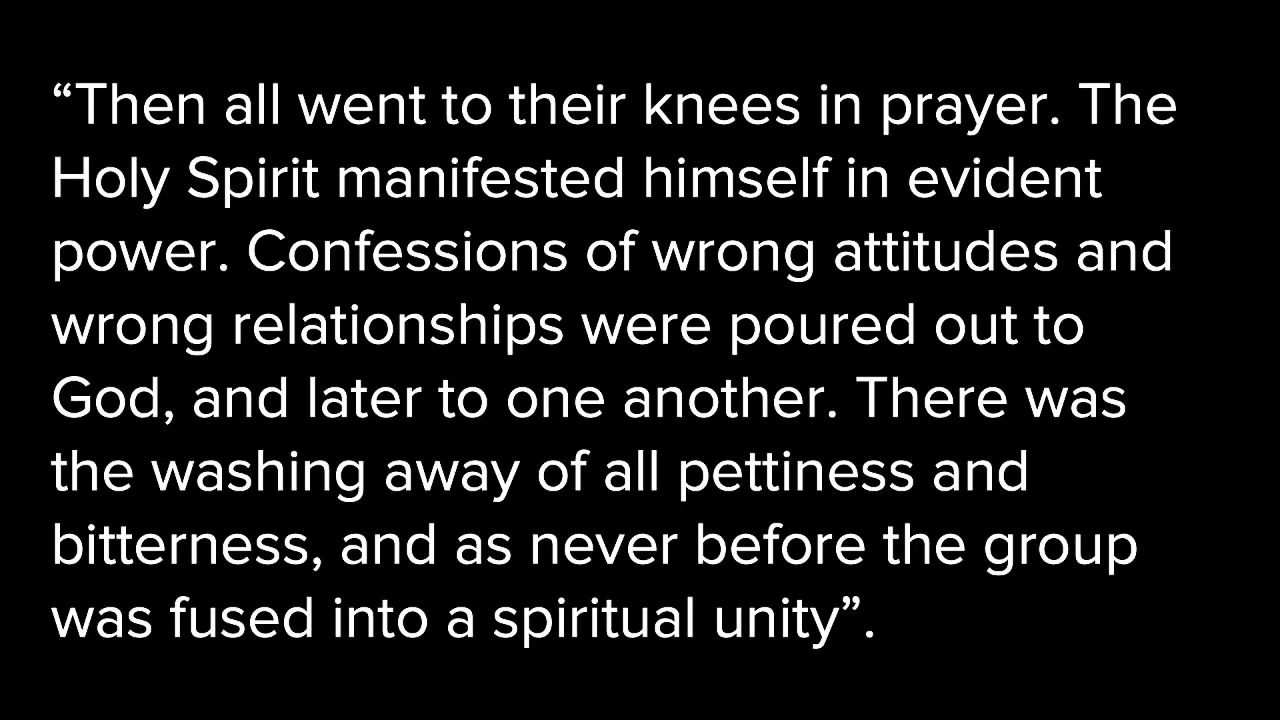 “Then all went to their knees in prayer. The
Holy Spirit manifested himself in evident
power. Confessions of wrong attitudes and
wrong relationships were poured out to
God, and later to one another. There was
the washing away of all pettiness and
bitterness, and as never before the group
was fused into a spiritual unity”.